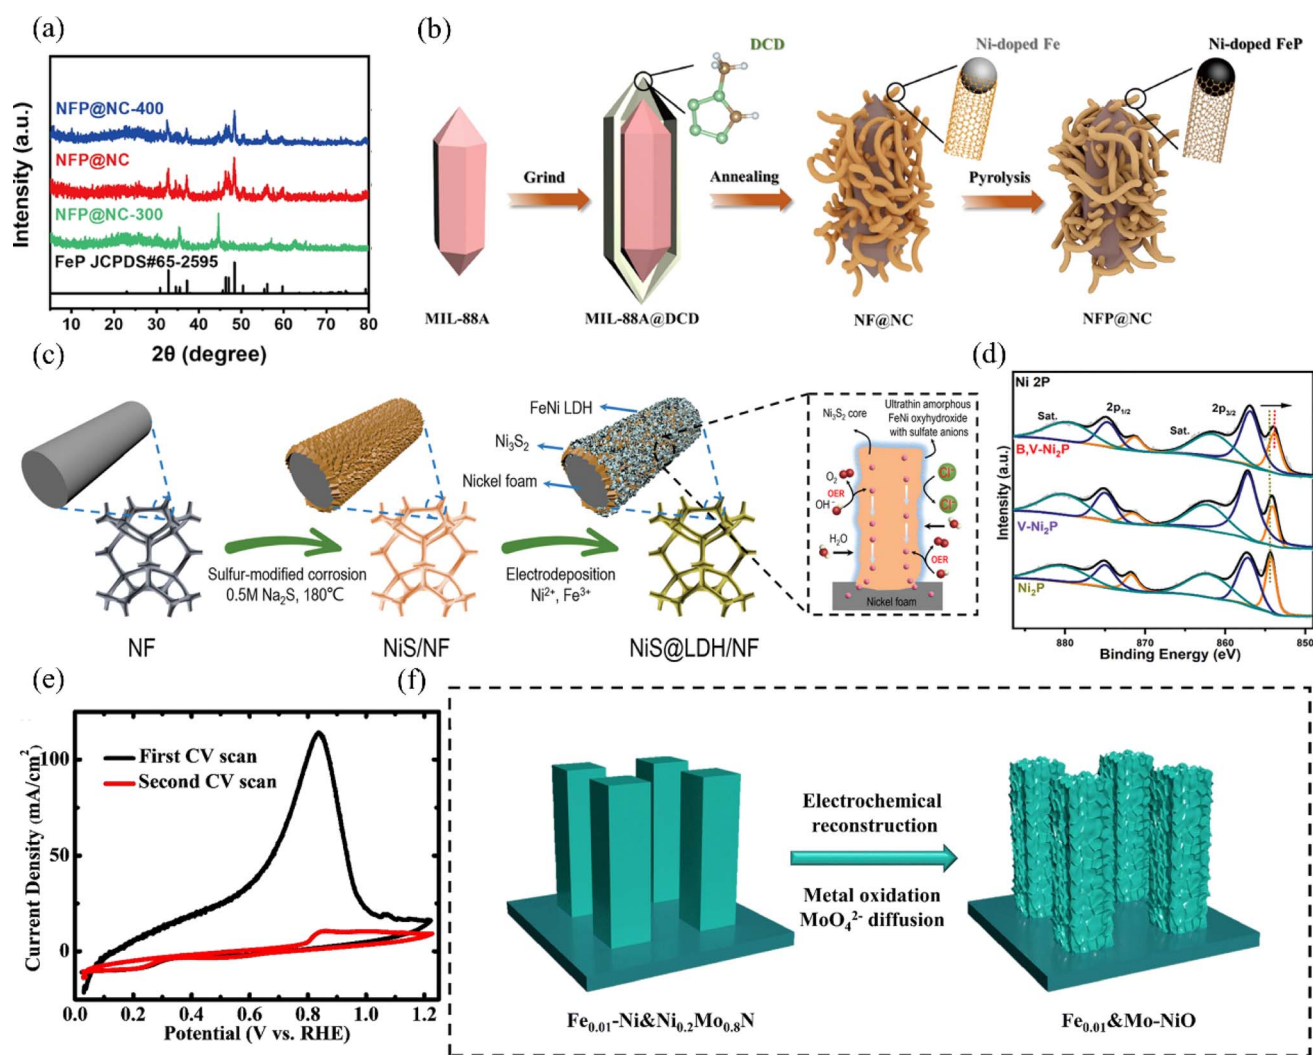 (a)
Intensity (a.u.)
NFP@NC-400
NFP@NC
NFP@NC-300
FeP JCPDS#65-2595
10 20 30 40 50 60 70 80
2θ (degree)
(b)
DCD
Ni-doped Fe
Ni-doped FeP
Grind
Annealing
Pyrolysis
MIL-88A
MIL-88A@DCD
NF@NC
NFP@NC
(c)
FeNi LDH
Ni₃S₂
Nickel foam
Sulfur-modified corrosion
0.5M Na₂S, 180℃
Electrodeposition
Ni²⁺, Fe³⁺
NF
NiS/NF
NiS@LDH/NF
Ni₃S₂ core
Ultrathin amorphous
FeNi oxyhydroxide
with sulfate anions
O₂
OER
OH⁻
H₂O
OER
Nickel foam
(d)
Ni 2P
Sat.
2p₁/₂
2p₃/₂
Sat.
B,V-Ni₂P
V-Ni₂P
Ni₂P
Intensity (a.u.)
880 870 860 850
Binding Energy (eV)
(e)
First CV scan
Second CV scan
Current Density (mA/cm²)
100
50
0
0.0 0.2 0.4 0.6 0.8 1.0 1.2
Potential (V vs. RHE)
(f)
Electrochemical
reconstruction
Metal oxidation
MoO₄²⁻ diffusion
Fe₀.₀₁-Ni&Ni₀.₂Mo₀.₈N
Fe₀.₀₁&Mo-NiO